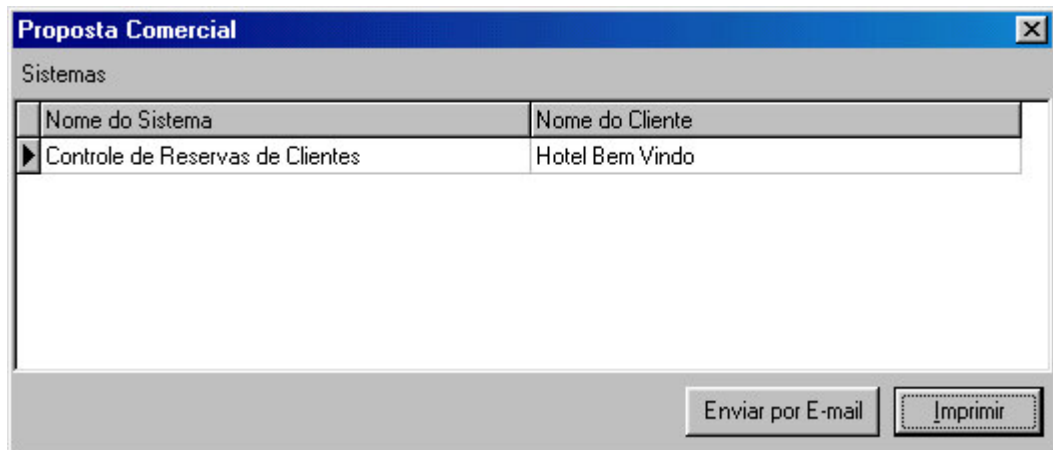 Proposta Comercial
Sistemas
Nome do Sistema Nome do Cliente
Controle de Reservas de Clientes Hotel Bem Vindo
Enviar por E-mail Imprimir